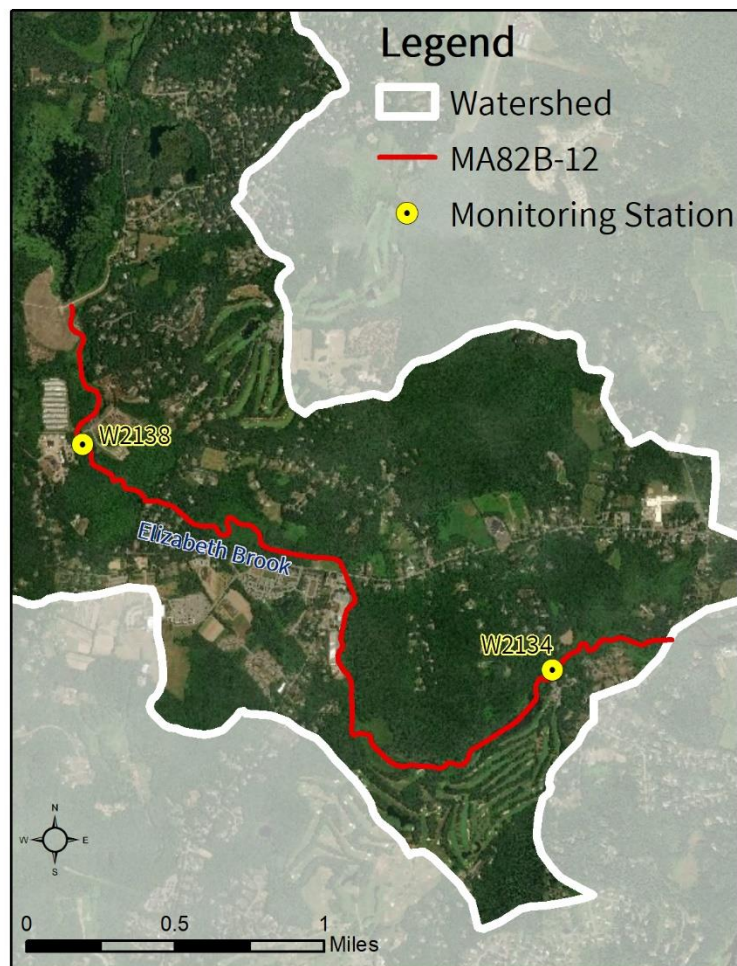 Legend
Watershed
MA82B-12
Monitoring Station
W2138
Elizabeth Brook
W2134
N
W E
S
0 0.5 1
Miles